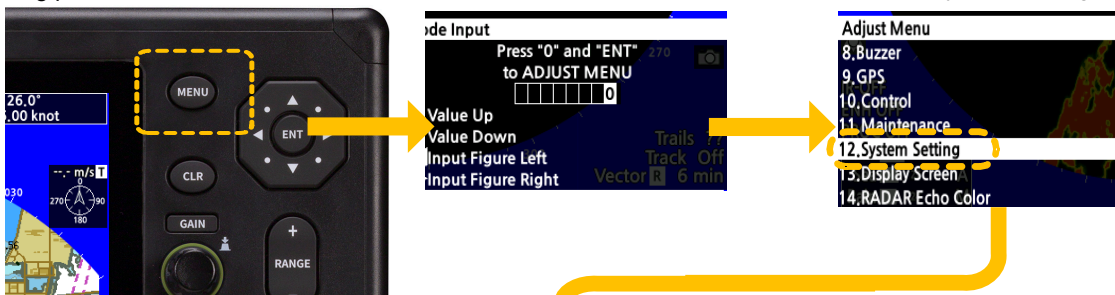 MENU
ENT
CLR
GAIN
+
RANGE
26.0°
.00 knot
--.- m/s T
0
270
90
180
030
.56
ode Input
Press "0" and "ENT"
to ADJUST MENU
0
270
Value Up
Value Down
Input Figure Left
Input Figure Right
Trails ??
Track Off
Vector R 6 min
Adjust Menu
8.Buzzer
9.GPS
10.Control
11.Maintenance
12.System Setting
13.Display Screen
14.RADAR Echo Color